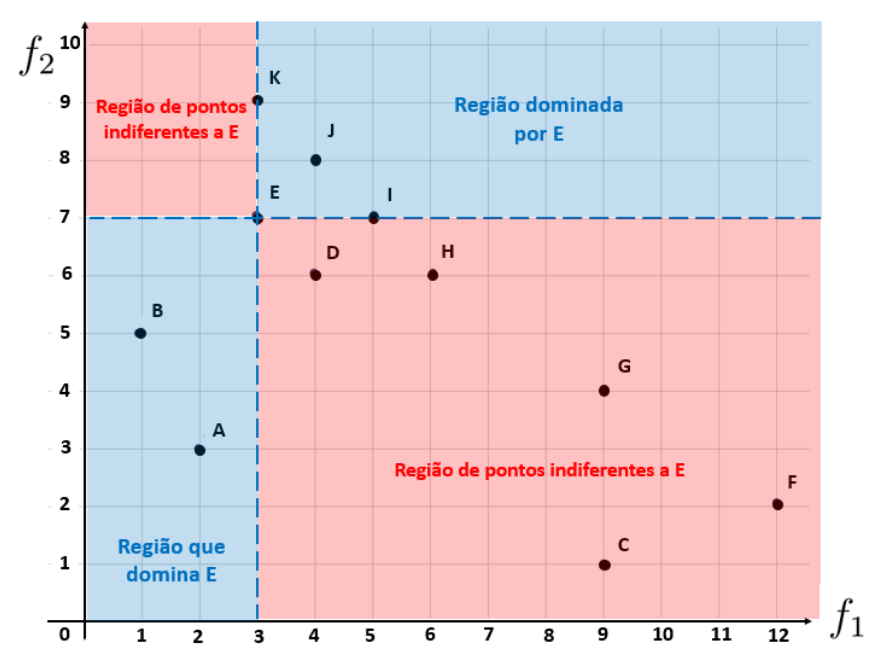 f₂
10
9
8
7
6
5
4
3
2
1
0
1 2 3 4 5 6 7 8 9 10 11 12
f₁
Região de pontos
indiferentes a E
Região dominada
por E
K
J
E
I
D
H
B
G
A
F
C
Região de pontos indiferentes a E
Região que
domina E